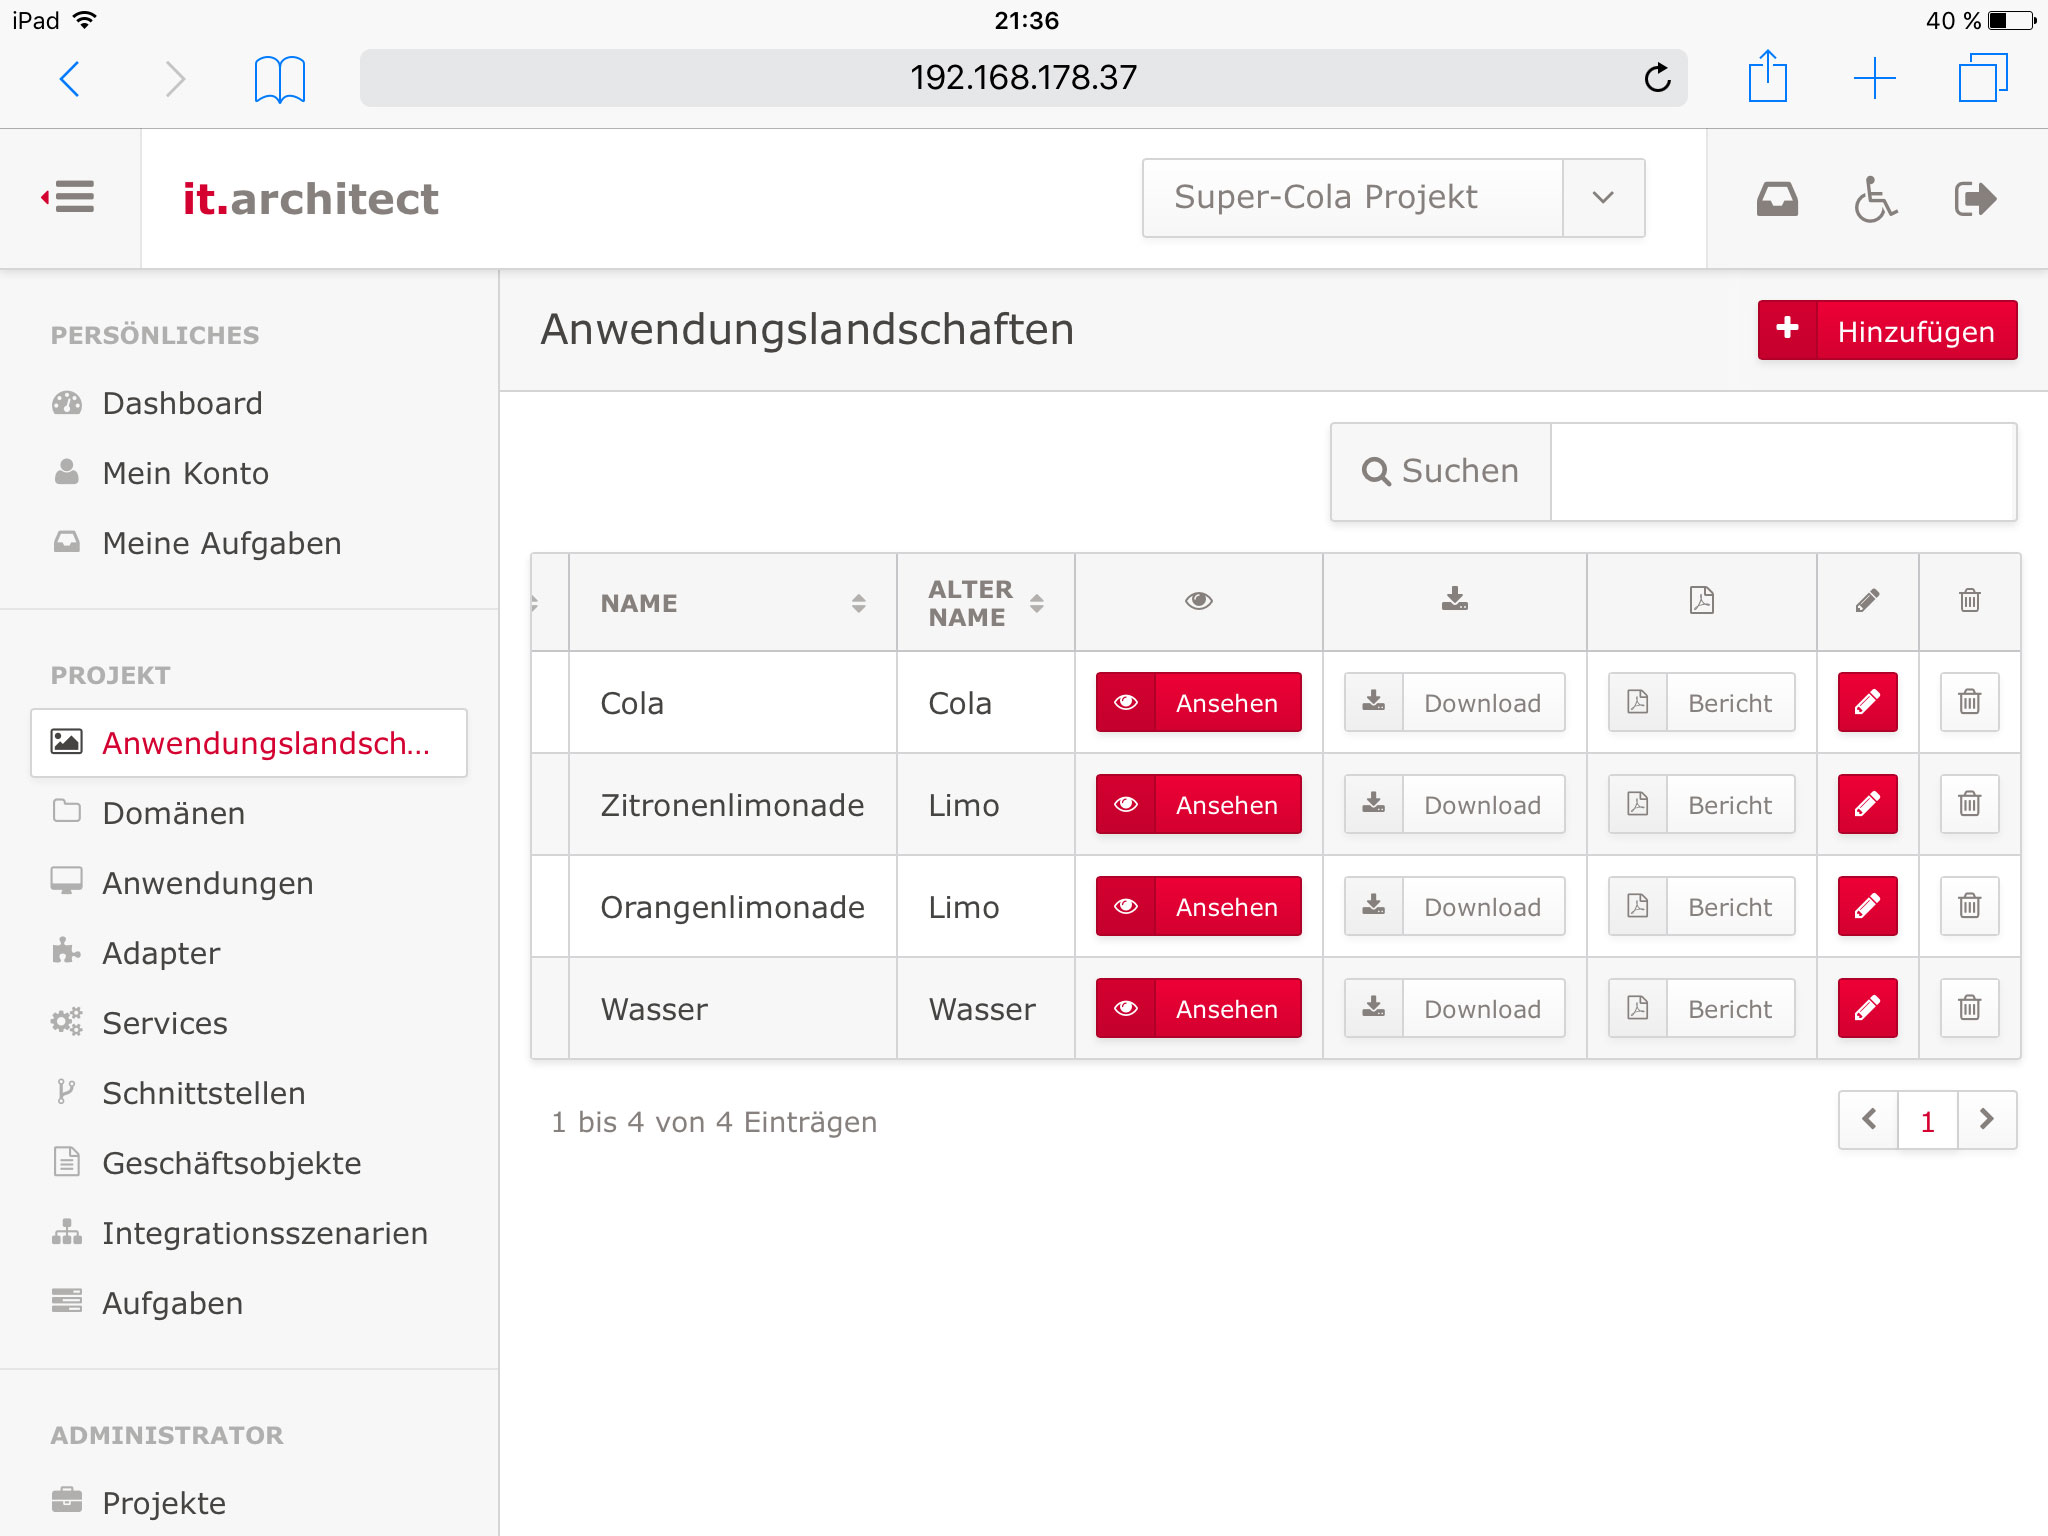 iPad 21:36 40 %
192.168.178.37
it.architect Super-Cola Projekt
PERSÖNLICHES
Dashboard
Mein Konto
Meine Aufgaben
PROJEKT
Anwendungslandsch...
Domänen
Anwendungen
Adapter
Services
Schnittstellen
Geschäftsobjekte
Integrationsszenarien
Aufgaben
ADMINISTRATOR
Projekte
Anwendungslandschaften Hinzufügen
Suchen
NAME ALTER NAME
Cola Cola Ansehen Download Bericht
Zitronenlimonade Limo Ansehen Download Bericht
Orangenlimonade Limo Ansehen Download Bericht
Wasser Wasser Ansehen Download Bericht
1 bis 4 von 4 Einträgen 1